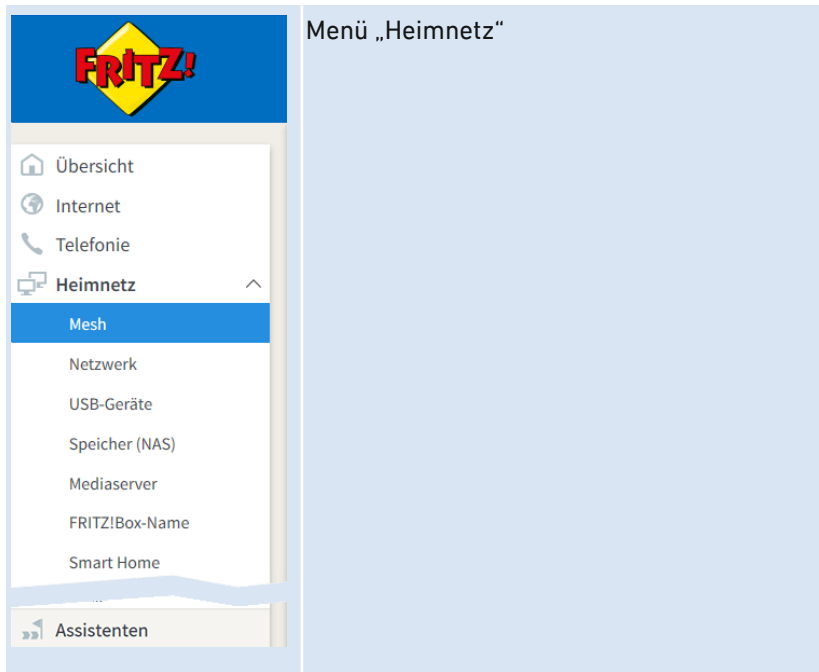 FRITZ!
Menü „Heimnetz“
Übersicht
Internet
Telefonie
Heimnetz
Mesh
Netzwerk
USB-Geräte
Speicher (NAS)
Mediaserver
FRITZ!Box-Name
Smart Home
Assistenten